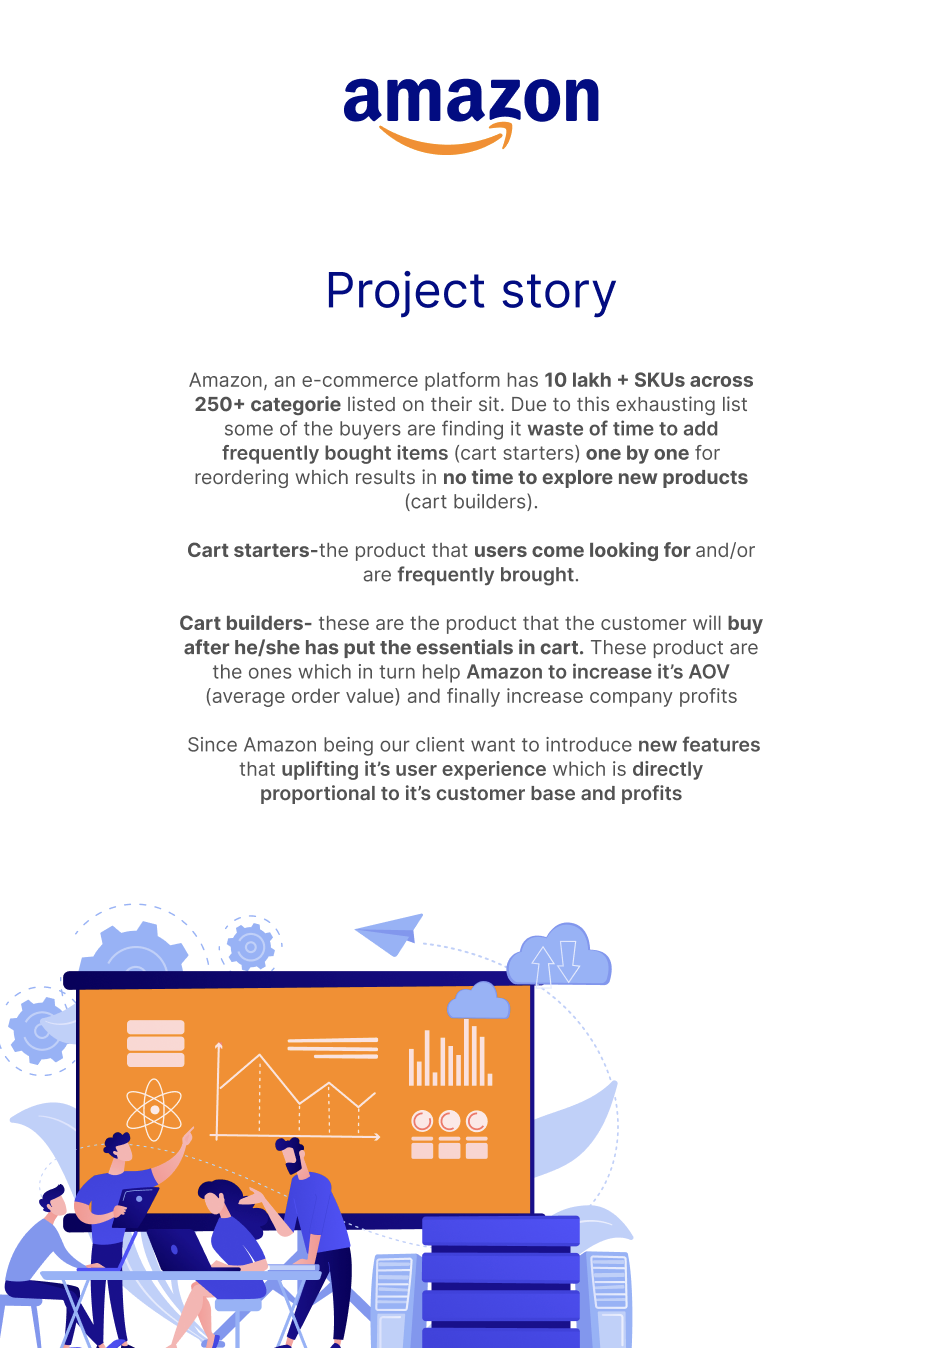 amazon
Project story
Amazon, an e-commerce platform has 10 lakh + SKUs across
250+ categorie listed on their sit. Due to this exhausting list
some of the buyers are finding it waste of time to add
frequently bought items (cart starters) one by one for
reordering which results in no time to explore new products
(cart builders).
Cart starters-the product that users come looking for and/or
are frequently brought.
Cart builders- these are the product that the customer will buy
after he/she has put the essentials in cart. These product are
the ones which in turn help Amazon to increase it’s AOV
(average order value) and finally increase company profits
Since Amazon being our client want to introduce new features
that uplifting it’s user experience which is directly
proportional to it’s customer base and profits